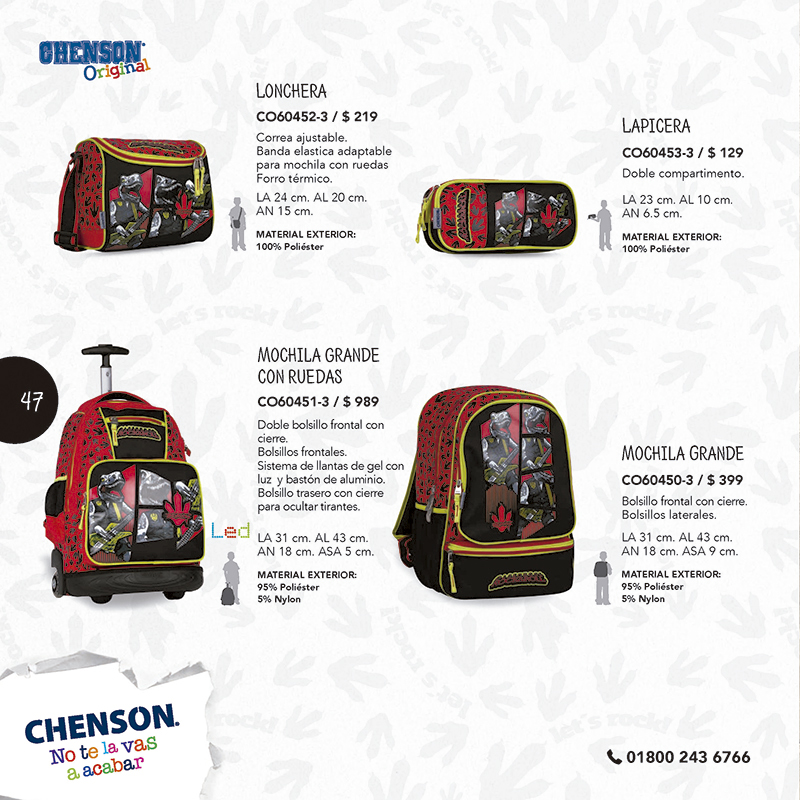 CHENSON
Original
LONCHERA
CO60452-3 / $ 219
Correa ajustable.
Banda elastica adaptable
para mochila con ruedas
Forro térmico.
LA 24 cm. AL 20 cm.
AN 15 cm.
MATERIAL EXTERIOR:
100% Poliéster
LAPICERA
CO60453-3 / $ 129
Doble compartimento.
LA 23 cm. AL 10 cm.
AN 6.5 cm.
MATERIAL EXTERIOR:
100% Poliéster
47
MOCHILA GRANDE
CON RUEDAS
CO60451-3 / $ 989
Doble bolsillo frontal con
cierre.
Bolsillos frontales.
Sistema de llantas de gel con
luz y bastón de aluminio.
Bolsillo trasero con cierre
para ocultar tirantes.
Led
LA 31 cm. AL 43 cm.
AN 18 cm. ASA 5 cm.
MATERIAL EXTERIOR:
95% Poliéster
5% Nylon
MOCHILA GRANDE
CO60450-3 / $ 399
Bolsillo frontal con cierre.
Bolsillos laterales.
LA 31 cm. AL 43 cm.
AN 18 cm. ASA 9 cm.
MATERIAL EXTERIOR:
95% Poliéster
5% Nylon
let's rock!
let's rock!
let's rock!
CHENSON.
No te la vas
a acabar
01800 243 6766